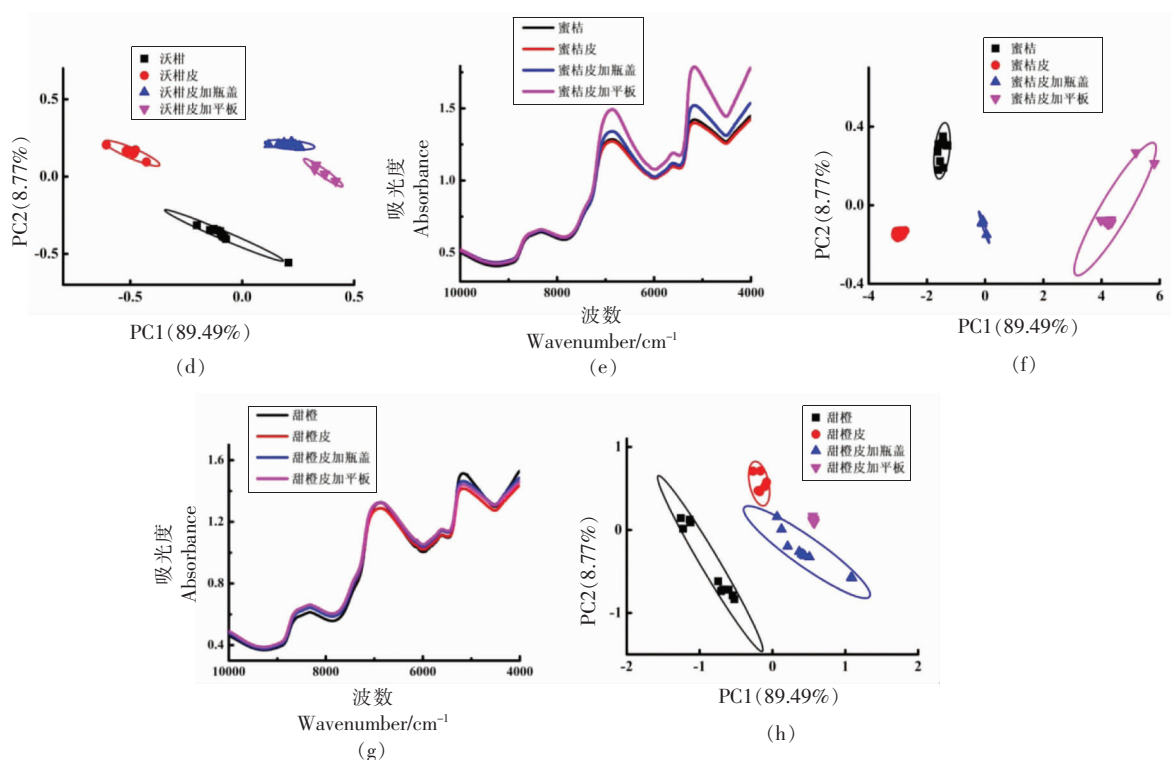 沃柑
沃柑皮
沃柑皮加瓶盖
沃柑皮加平板
0.5
0.0
-0.5
PC2(8.77%)
-0.5
0.0
0.5
PC1(89.49%)
(d)
蜜桔
蜜桔皮
蜜桔皮加瓶盖
蜜桔皮加平板
1.5
1.0
0.5
吸光度
Absorbance
10000
8000
6000
4000
波数
Wavenumber/cm⁻¹
(e)
蜜桔
蜜桔皮
蜜桔皮加瓶盖
蜜桔皮加平板
0.4
0.0
-0.4
PC2(8.77%)
-4
-2
0
2
4
6
PC1(89.49%)
(f)
甜橙
甜橙皮
甜橙皮加瓶盖
甜橙皮加平板
1.6
1.2
0.8
0.4
吸光度
Absorbance
10000
8000
6000
4000
波数
Wavenumber/cm⁻¹
(g)
甜橙
甜橙皮
甜橙皮加瓶盖
甜橙皮加平板
1
0
-1
PC2(8.77%)
-2
-1
0
1
2
PC1(89.49%)
(h)